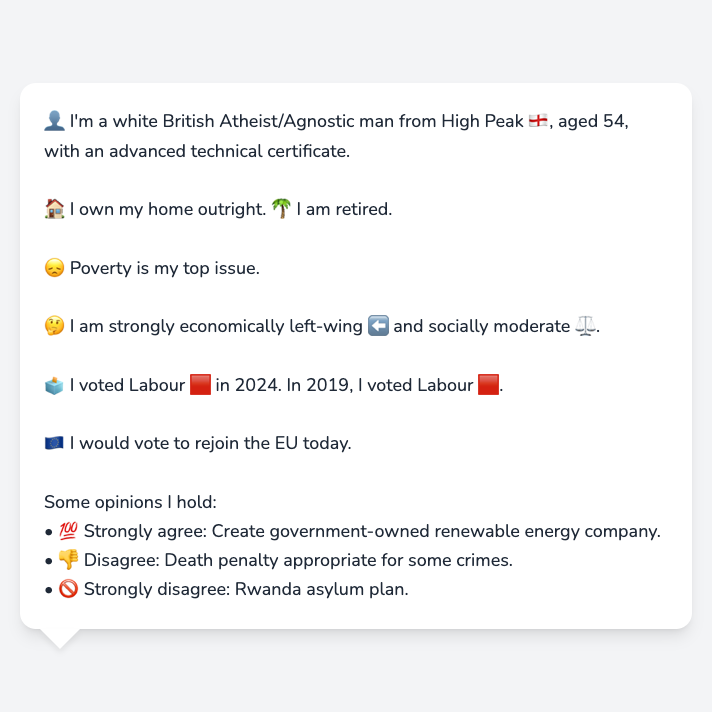 👤 I'm a white British Atheist/Agnostic man from High Peak 🏴󠁧󠁢󠁥󠁮󠁧󠁿, aged 54,
with an advanced technical certificate.
🏠 I own my home outright. 🌴 I am retired.
😞 Poverty is my top issue.
🤔 I am strongly economically left-wing ⬅️ and socially moderate ⚖️.
🗳️ I voted Labour 🟥 in 2024. In 2019, I voted Labour 🟥.
🇪🇺 I would vote to rejoin the EU today.
Some opinions I hold:
• 💯 Strongly agree: Create government-owned renewable energy company.
• 👎 Disagree: Death penalty appropriate for some crimes.
• 🚫 Strongly disagree: Rwanda asylum plan.